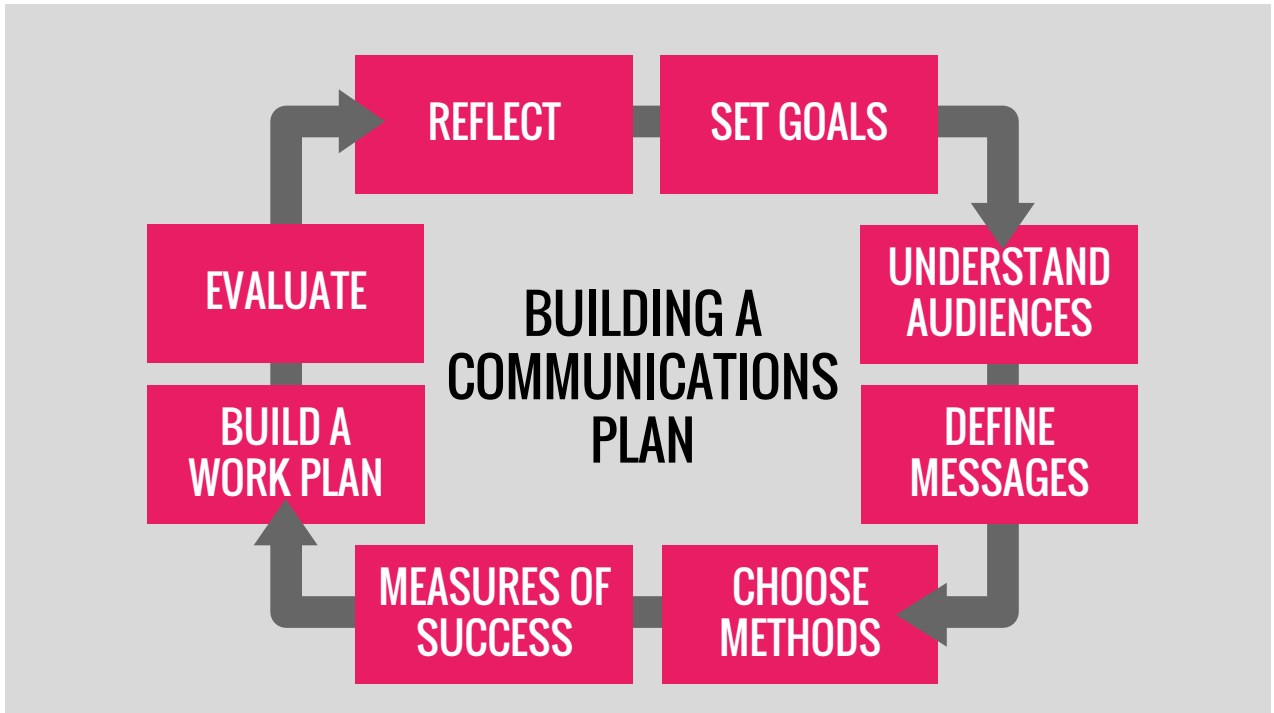 REFLECT
SET GOALS
UNDERSTAND
AUDIENCES
DEFINE
MESSAGES
CHOOSE
METHODS
MEASURES OF
SUCCESS
BUILD A
WORK PLAN
EVALUATE
BUILDING A
COMMUNICATIONS
PLAN